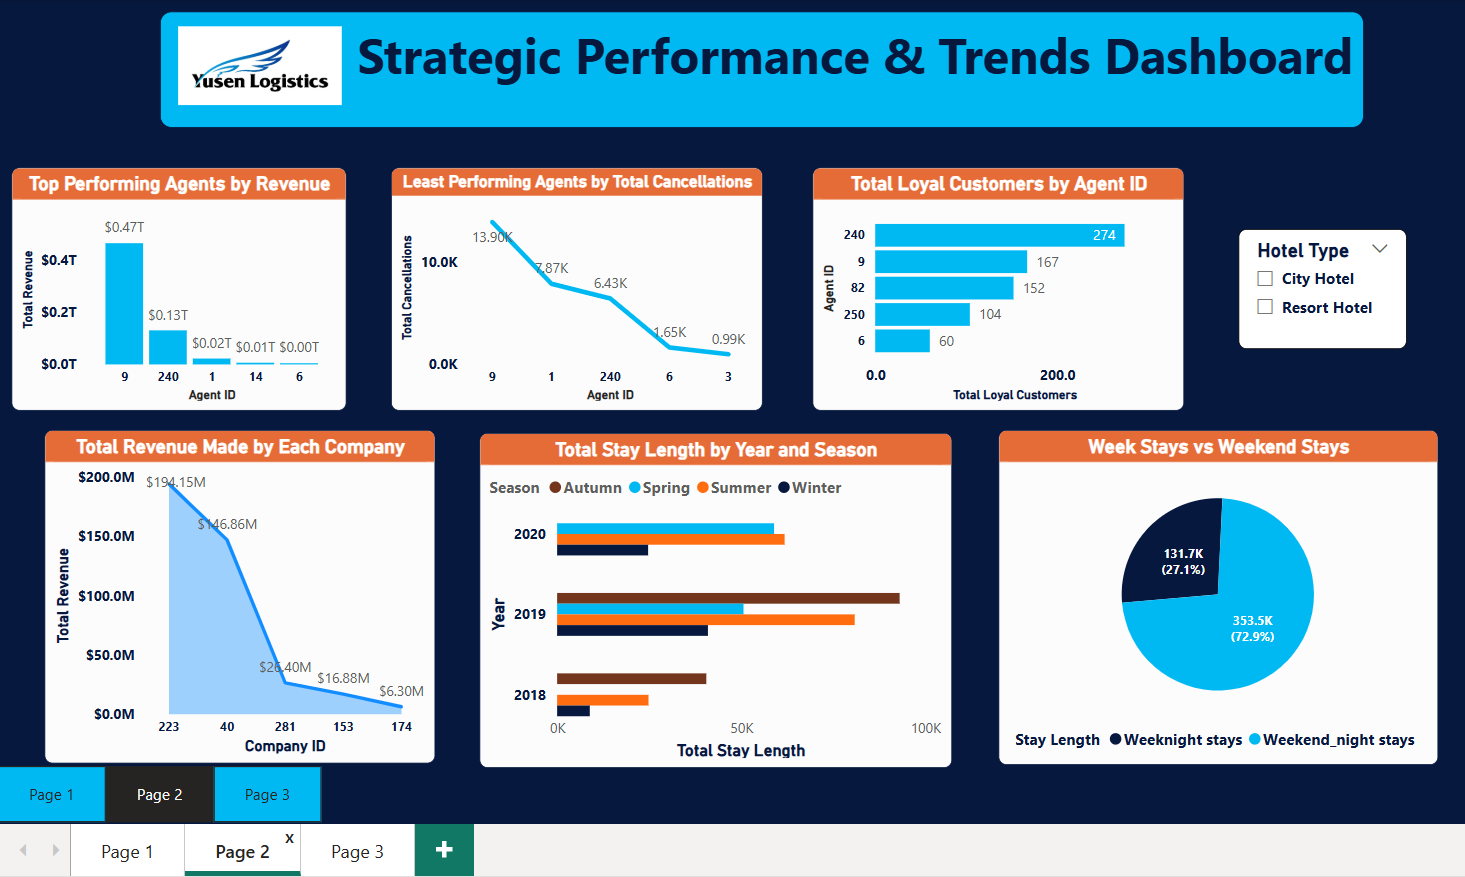 Yusen Logistics
Strategic Performance & Trends Dashboard
Top Performing Agents by Revenue
Total Revenue
$0.4T
$0.2T
$0.0T
$0.47T
$0.13T
$0.02T
$0.01T
$0.00T
9
240
1
14
6
Agent ID
Least Performing Agents by Total Cancellations
Total Cancellations
10.0K
0.0K
13.90K
7.87K
6.43K
1.65K
0.99K
9
1
240
6
3
Agent ID
Total Loyal Customers by Agent ID
Agent ID
240
274
9
167
82
152
250
104
6
60
0.0
200.0
Total Loyal Customers
Hotel Type
City Hotel
Resort Hotel
Total Revenue Made by Each Company
Total Revenue
$200.0M
$150.0M
$100.0M
$50.0M
$0.0M
$194.15M
$146.86M
$26.40M
$16.88M
$6.30M
223
40
281
153
174
Company ID
Total Stay Length by Year and Season
Season
Autumn
Spring
Summer
Winter
Year
2020
2019
2018
0K
50K
100K
Total Stay Length
Week Stays vs Weekend Stays
131.7K
(27.1%)
353.5K
(72.9%)
Stay Length
Weeknight stays
Weekend_night stays
Page 1
Page 2
Page 3
Page 1
Page 2
x
Page 3
+